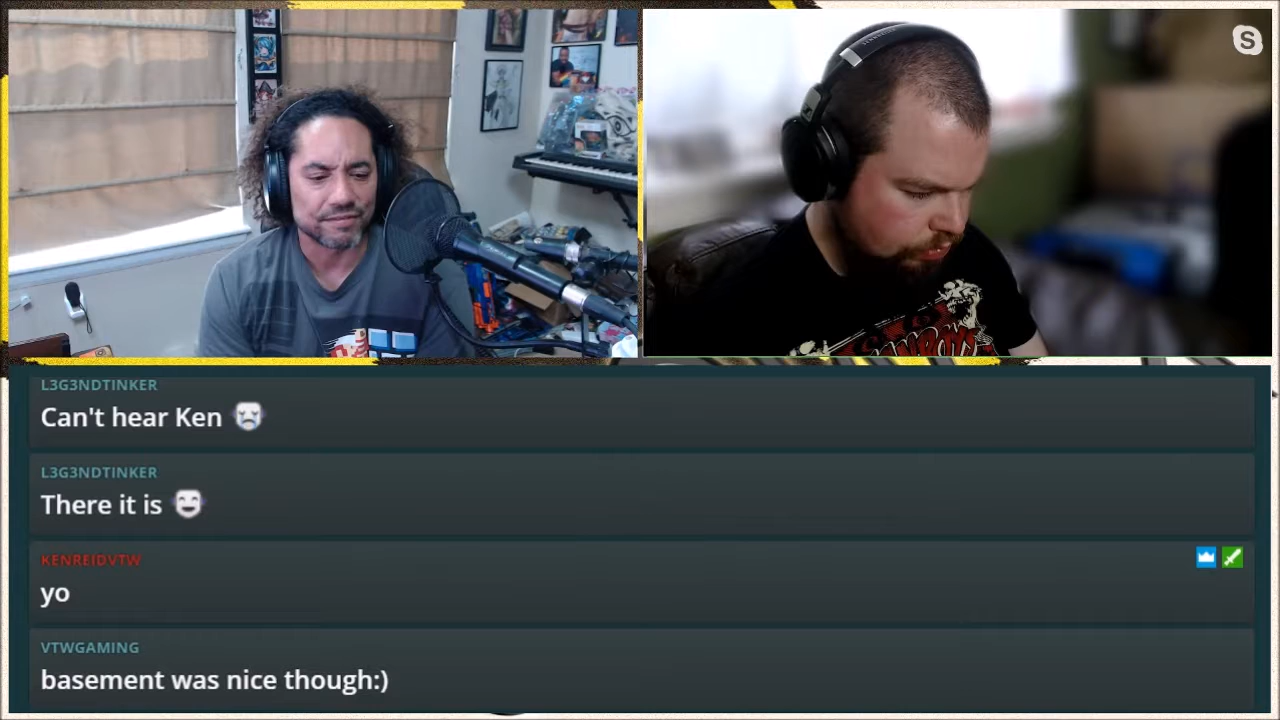 S
L3G3NDTINKER
Can't hear Ken
L3G3NDTINKER
There it is
KENREIDVTW
yo
VTWGAMING
basement was nice though:)